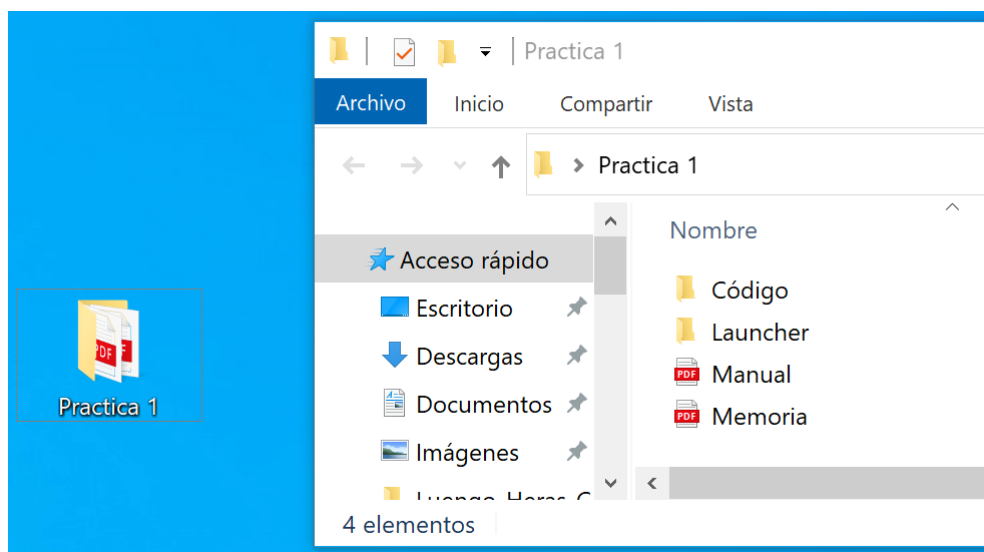 Practica 1
Archivo Inicio Compartir Vista
Practica 1
Nombre
Acceso rápido
Escritorio
Descargas
Documentos
Imágenes
Código
Launcher
PDF Manual
PDF Memoria
PDF
Practica 1
4 elementos